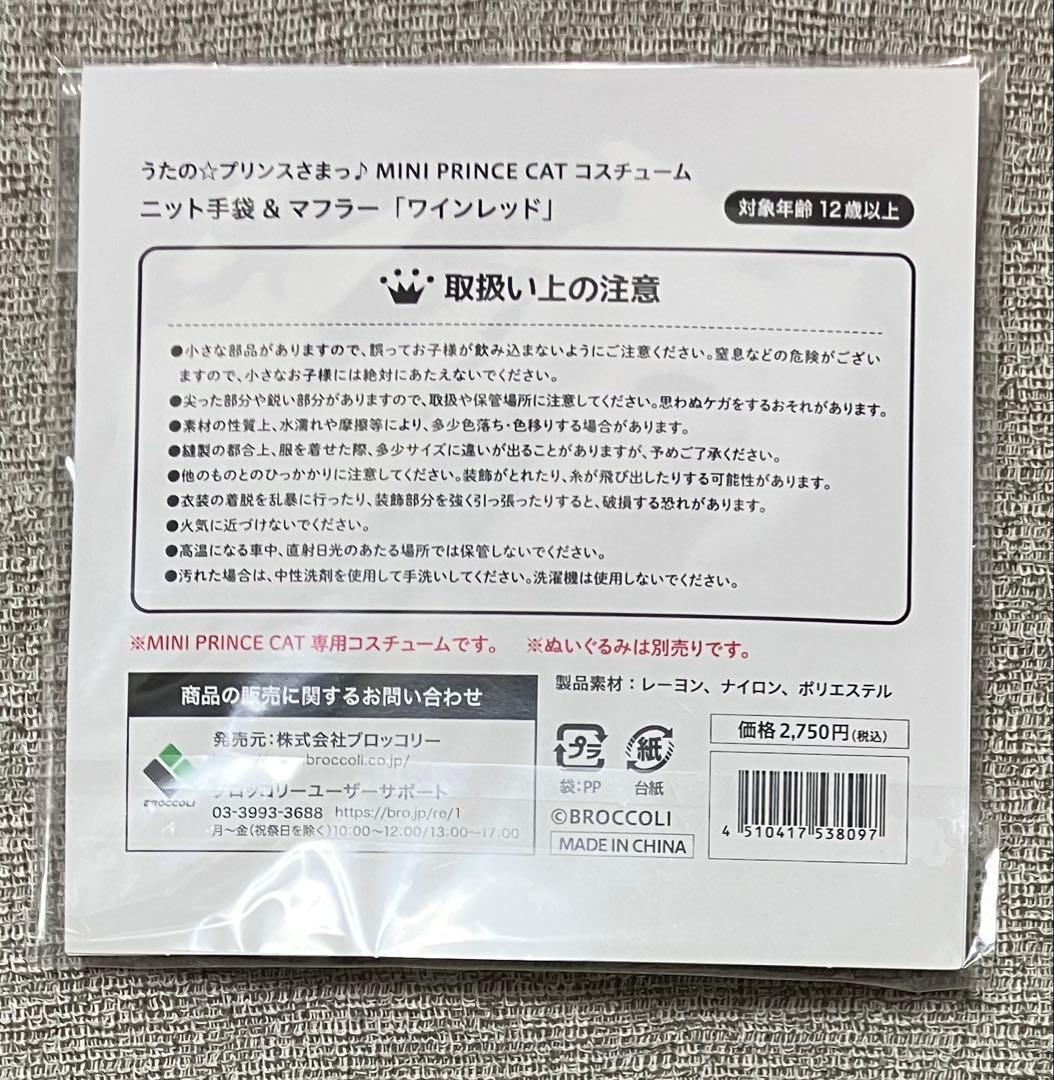 うたの☆プリンスさまっ♪ MINI PRINCE CAT コスチューム
ニット手袋 & マフラー「ワインレッド」
対象年齢 12歳以上
取扱い上の注意
●小さな部品がありますので、誤ってお子様が飲み込まないようにご注意ください。窒息などの危険がござい
ますので、小さなお子様には絶対にあたえないでください。
●尖った部分や鋭い部分がありますので、取扱や保管場所に注意してください。思わぬケガをするおそれがあります。
●素材の性質上、水濡れや摩擦等により、多少色落ち・色移りする場合があります。
●縫製の都合上、服を着せた際、多少サイズに違いが出ることがありますが、予めご了承ください。
●他のものとのひっかかりに注意してください。装飾がとれたり、糸が飛び出したりする可能性があります。
●衣装の着脱を乱暴に行ったり、装飾部分を強く引っ張ったりすると、破損する恐れがあります。
●火気に近づけないでください。
●高温になる車中、直射日光のあたる場所では保管しないでください。
●汚れた場合は、中性洗剤を使用して手洗いしてください。洗濯機は使用しないでください。
※MINI PRINCE CAT 専用コスチュームです。 ※ぬいぐるみは別売りです。
商品の販売に関するお問い合わせ
発売元:株式会社ブロッコリー
broccoli.co.jp/
ブロッコリーユーザーサポート
03-3993-3688 https://bro.jp/re/1
月〜金(祝祭日を除く)10:00〜12:00/13:00〜17:00
BROCCOLI
製品素材:レーヨン、ナイロン、ポリエステル
プラ
袋:PP
紙
台紙
価格 2,750円(税込)
©BROCCOLI
MADE IN CHINA
4 510417 538097